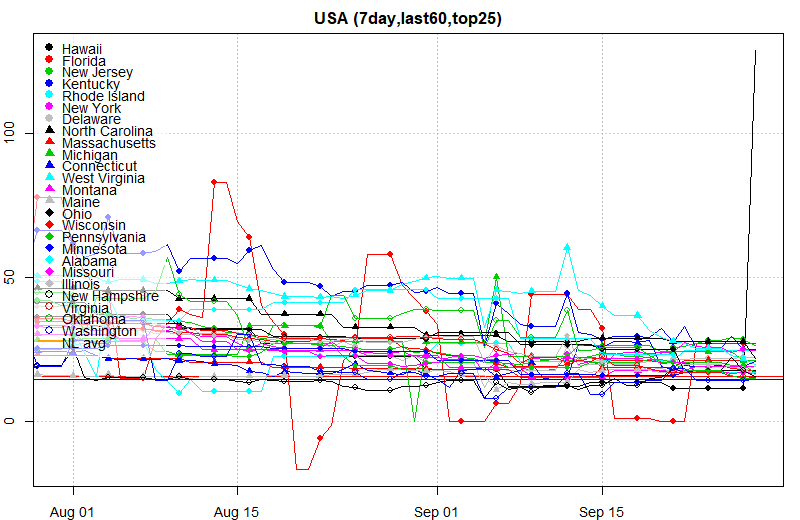 USA (7day,last60,top25)
100
50
0
Hawaii
Florida
New Jersey
Kentucky
Rhode Island
New York
Delaware
North Carolina
Massachusetts
Michigan
Connecticut
West Virginia
Montana
Maine
Ohio
Wisconsin
Pennsylvania
Minnesota
Alabama
Missouri
Illinois
New Hampshire
Virginia
Oklahoma
Washington
NL avg
Aug 01 Aug 15 Sep 01 Sep 15